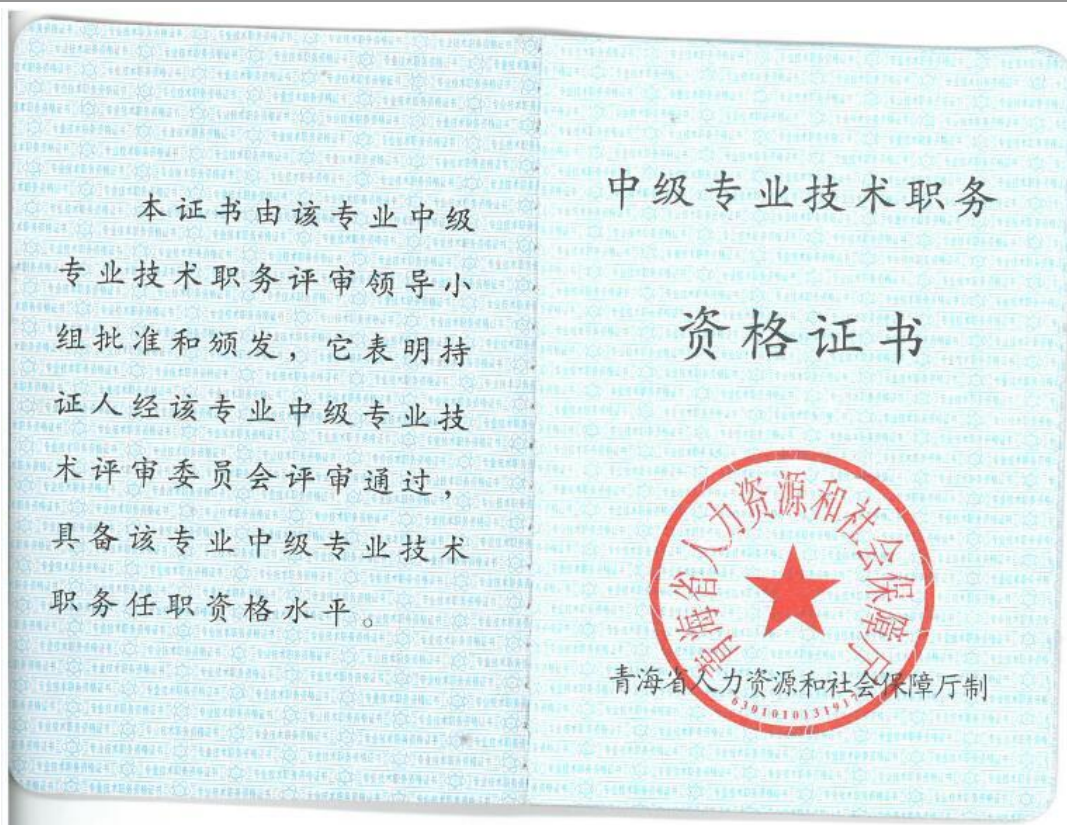 本证书由该专业中级
专业技术职务评审领导小
组批准和颁发，它表明持
证人经该专业中级专业技
术评审委员会评审通过，
具备该专业中级专业技术
职务任职资格水平。
中级专业技术职务
资格证书
青海省人力资源和社会保障厅
青海省人力资源和社会保障厅制